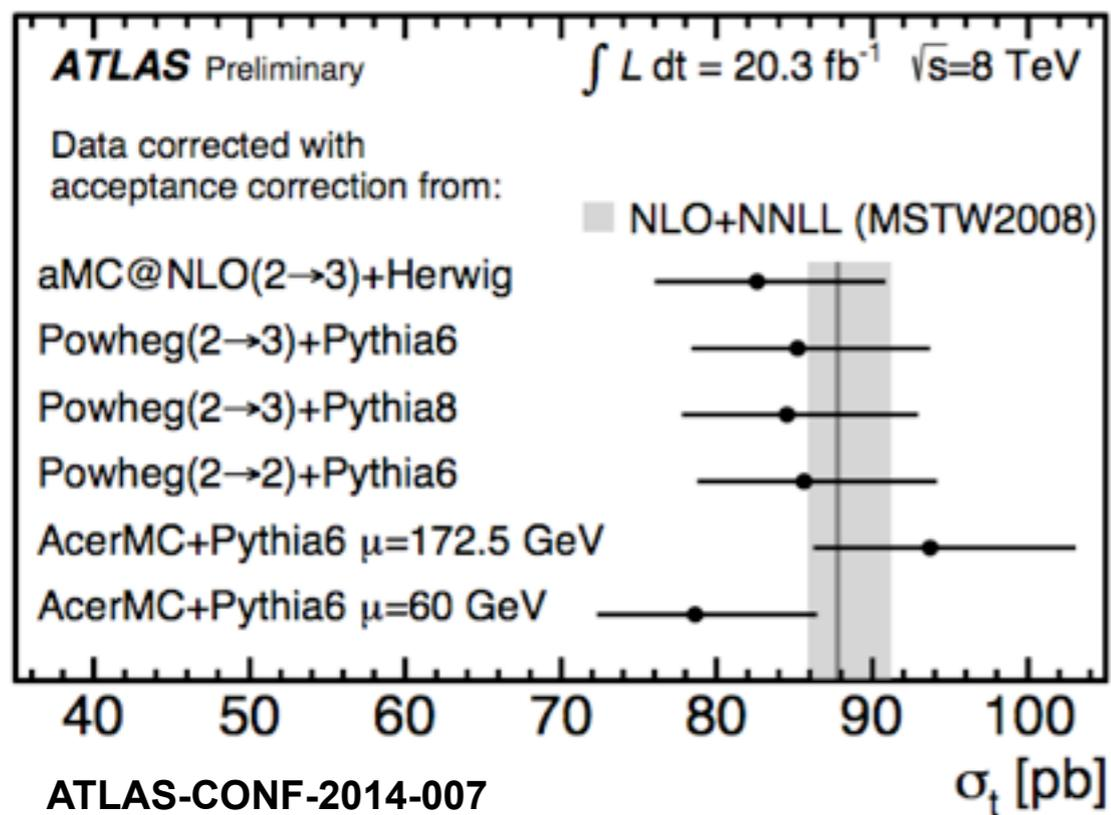 ATLAS Preliminary
∫ L dt = 20.3 fb⁻¹ √s=8 TeV
Data corrected with
acceptance correction from:
NLO+NNLL (MSTW2008)
aMC@NLO(2→3)+Herwig
Powheg(2→3)+Pythia6
Powheg(2→3)+Pythia8
Powheg(2→2)+Pythia6
AcerMC+Pythia6 μ=172.5 GeV
AcerMC+Pythia6 μ=60 GeV
40 50 60 70 80 90 100
σₜ [pb]
ATLAS-CONF-2014-007